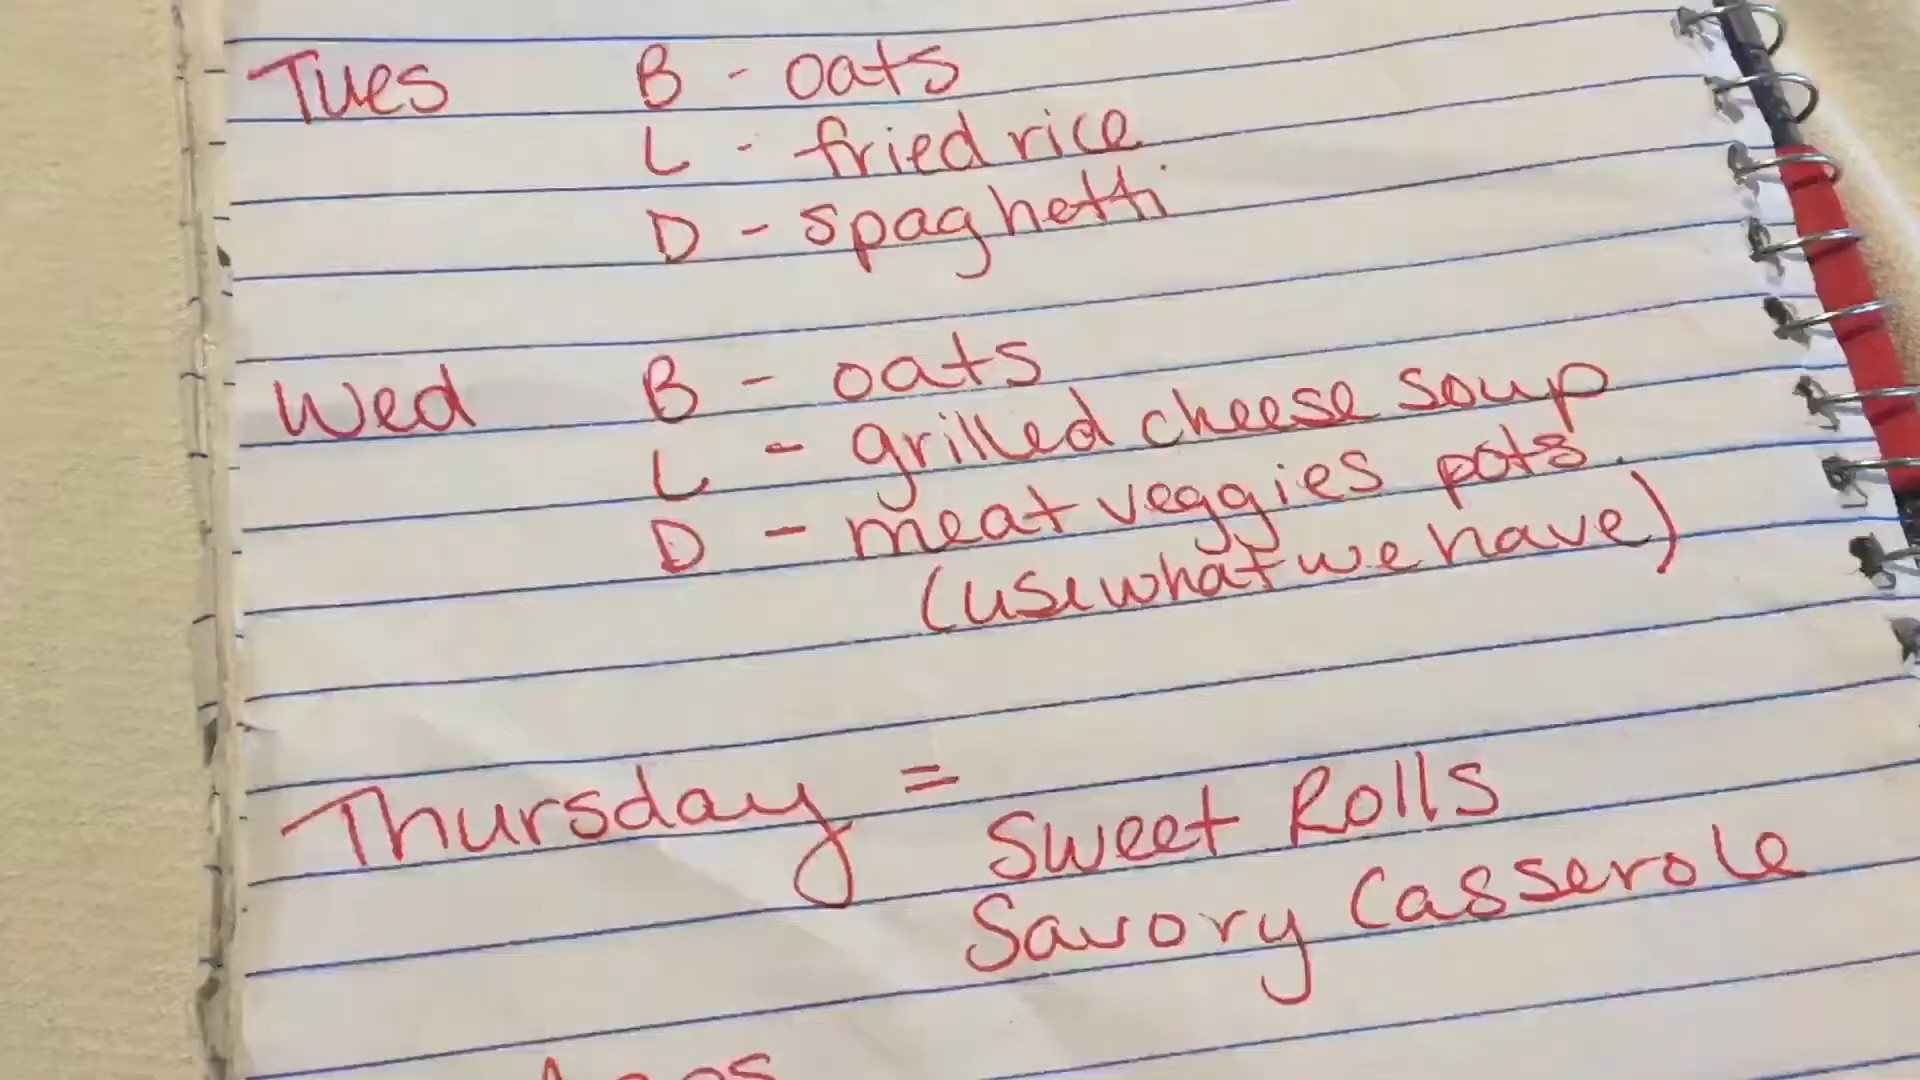 Tues B - oats
L - fried rice
D - spaghetti
Wed B - oats
L - grilled cheese soup
D - meat veggies pots.
(use what we have)
Thursday =
Sweet Rolls
Savory Casserole